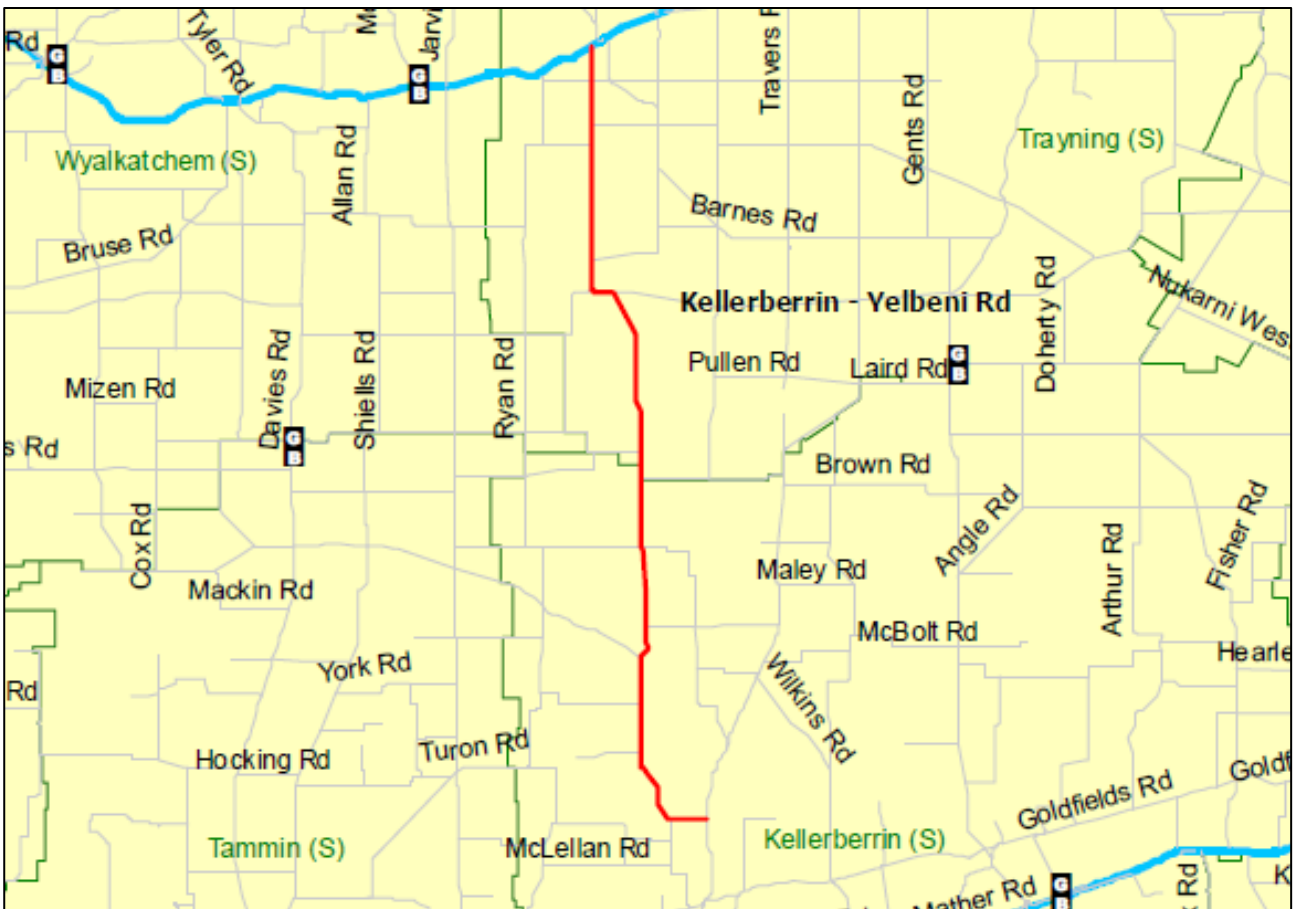 Rd
G
B
Tyler Rd
Jarvi
G
B
Travers R
Gents Rd
Trayning (S)
Wyalkatchem (S)
Allan Rd
Barnes Rd
Bruse Rd
Nukarni Wes
Doherty Rd
Kellerberrin - Yelbeni Rd
Pullen Rd
Laird Rd
G
B
Mizen Rd
Davies Rd
Shiells Rd
Ryan Rd
G
B
s Rd
Brown Rd
Cox Rd
Angle Rd
Fisher Rd
Arthur Rd
Mackin Rd
Maley Rd
McBolt Rd
Hearle
York Rd
Rd
Wilkins Rd
Turon Rd
Hocking Rd
Goldf
Goldfields Rd
Tammin (S)
McLellan Rd
Kellerberrin (S)
G
B
Mather Rd
Rd
K